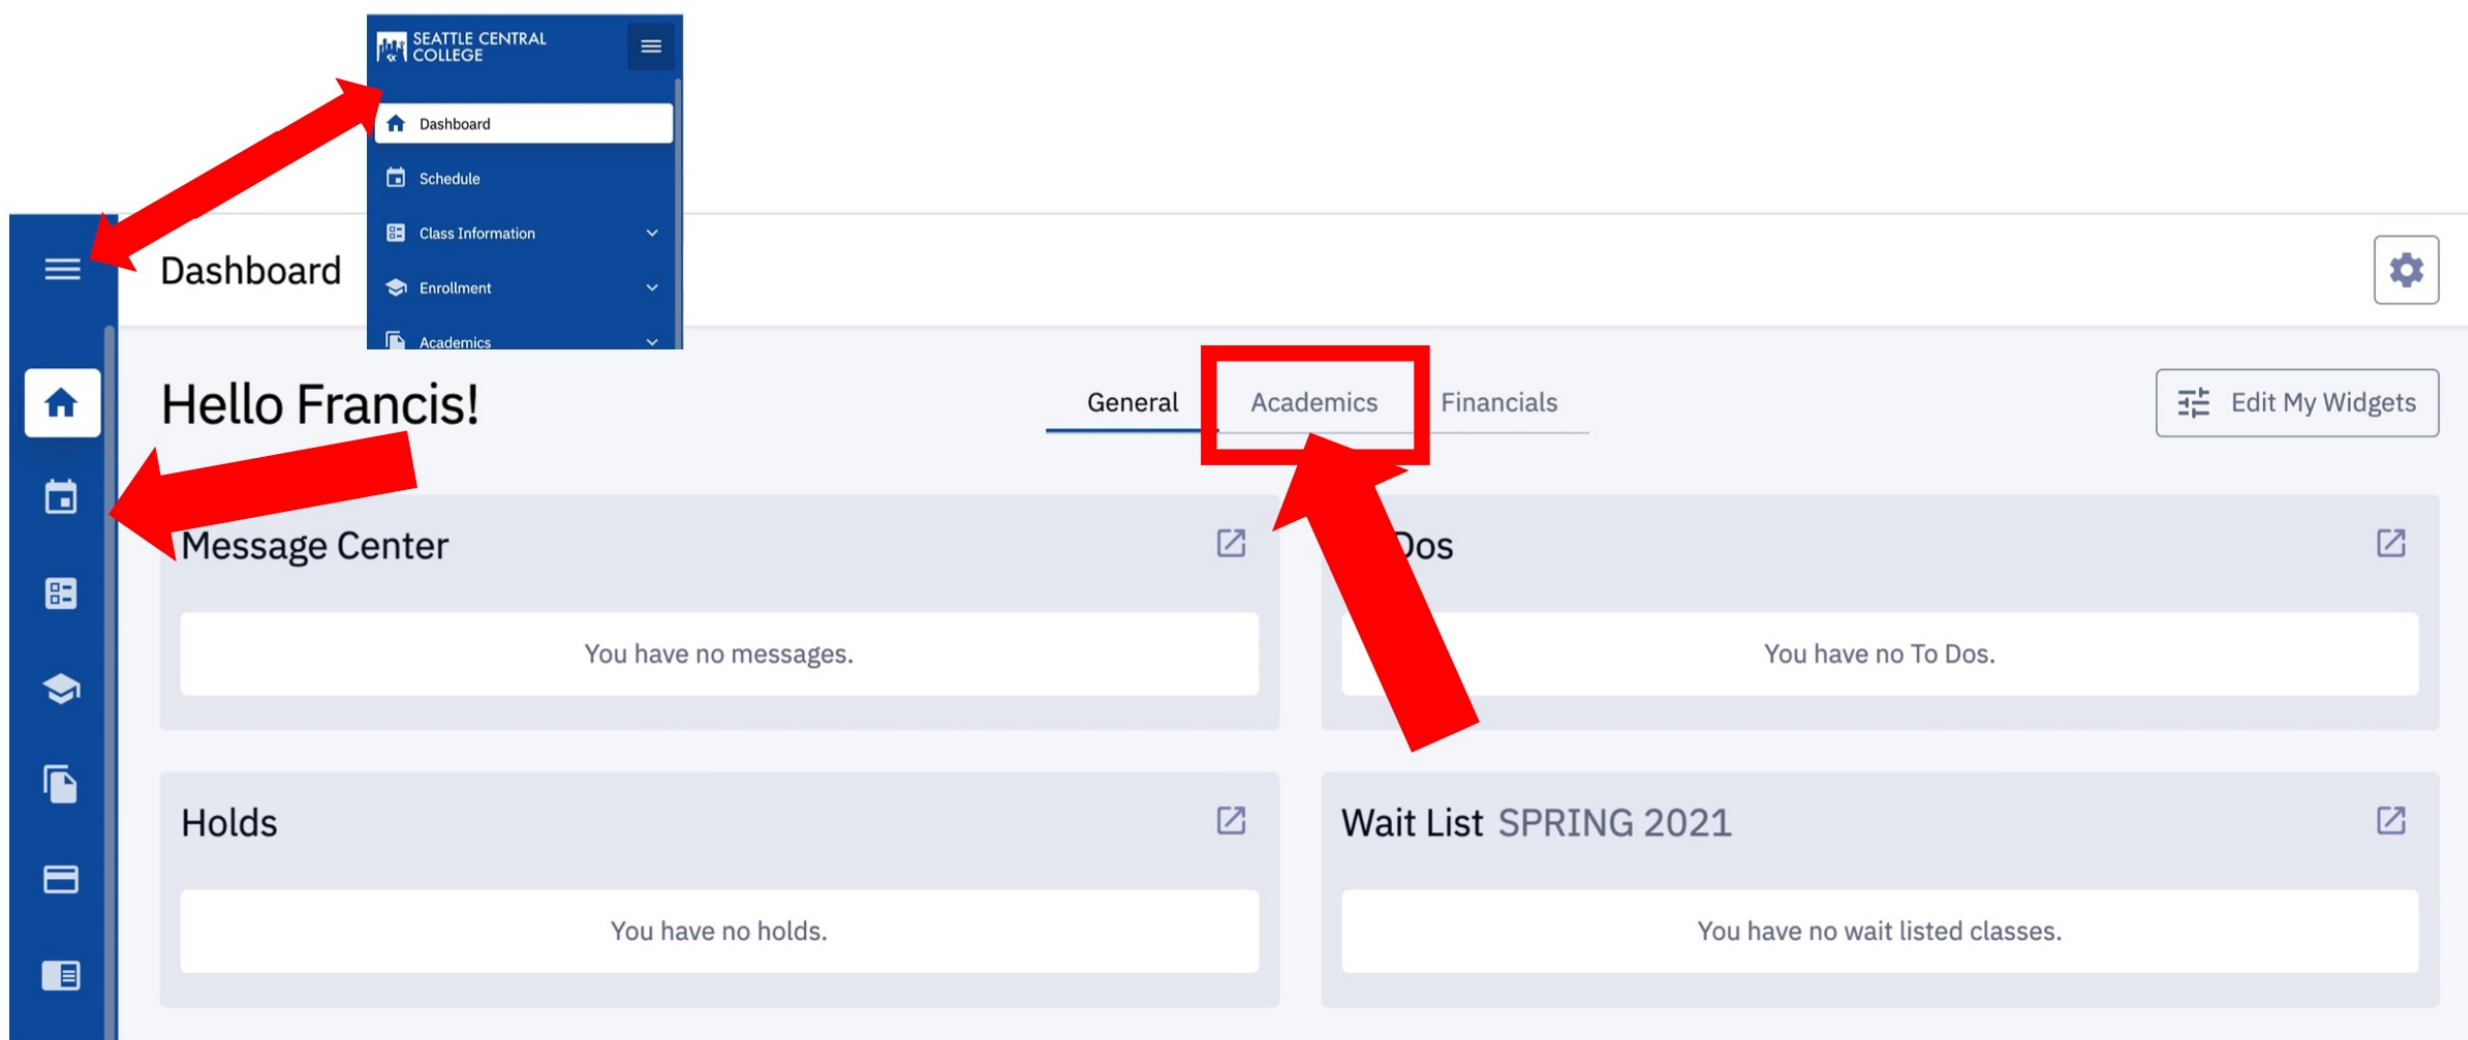 SEATTLE CENTRAL
COLLEGE
Dashboard
Schedule
Class Information
Enrollment
Academics
Dashboard
Hello Francis!
General
Academics
Financials
Edit My Widgets
Message Center
Dos
You have no messages.
You have no To Dos.
Holds
Wait List SPRING 2021
You have no holds.
You have no wait listed classes.